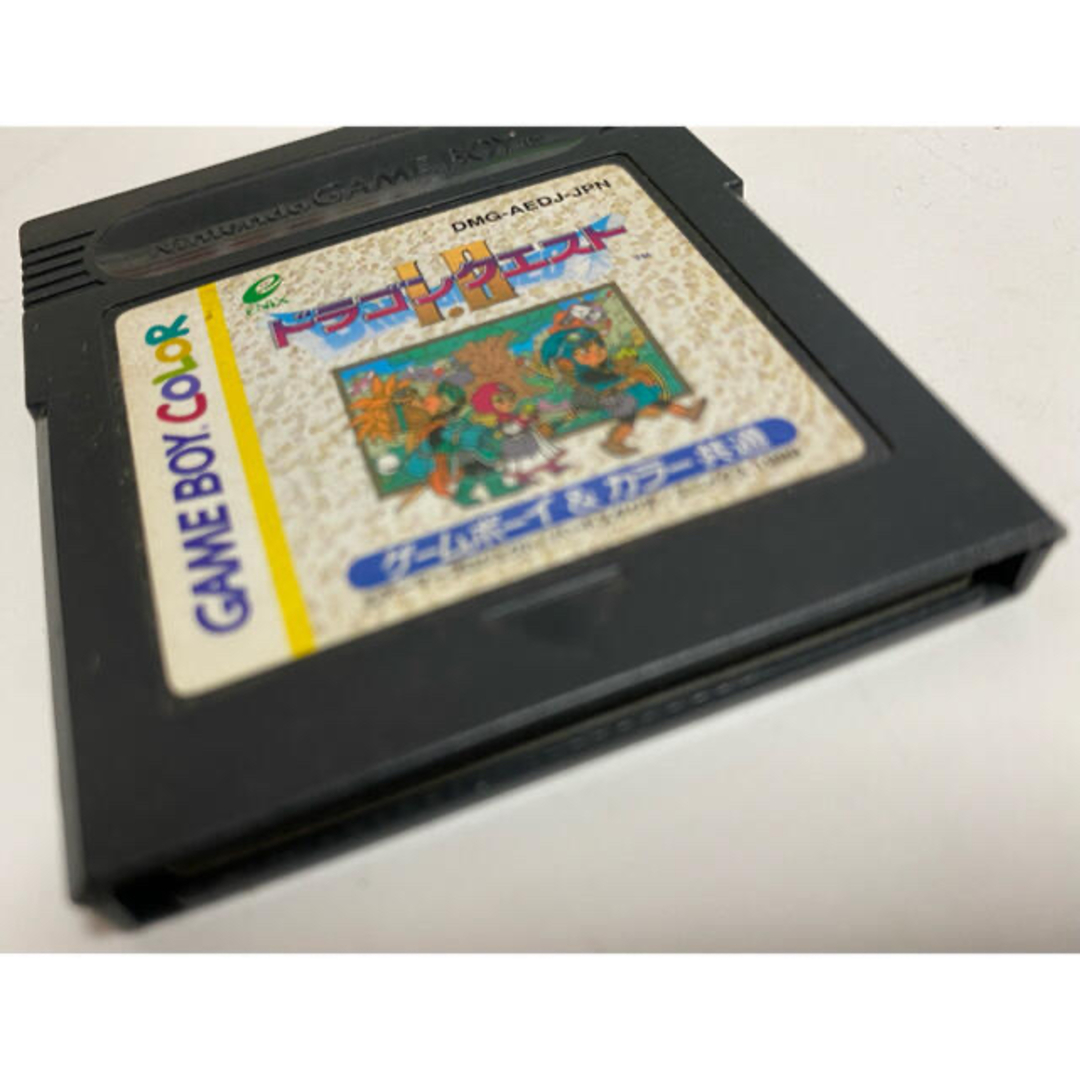 Nintendo GAME BOY
DMG-AEDJ-JPN
ENIX
ドラゴンクエスト
I・II
TM
GAME BOY COLOR
ゲームボーイ & カラー共通